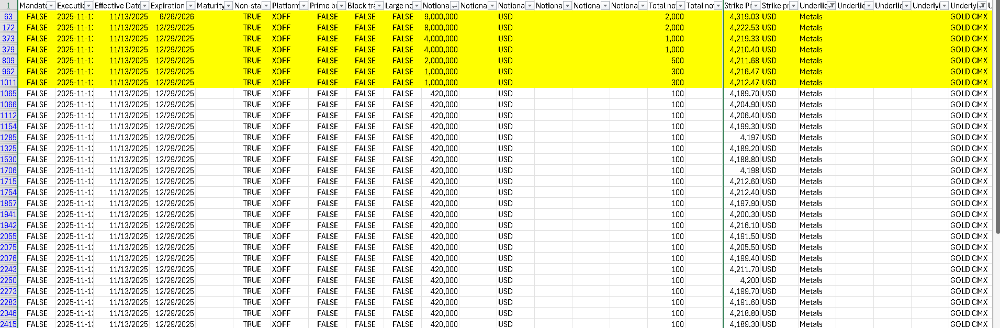 1 Mandato Executio Effective Date Expiration Maturity Non-sta Platform Prime br Block tra Large no Notiona Notiona Notiona Notiona Notiona Notiona Total no Total no Strike Pr Strike pr Underlie Underlie Underlie Underlyi Underlyi U
63 FALSE 2025-11-13 11/13/2025 6/26/2026 TRUE XOFF FALSE FALSE FALSE 9,000,000 USD 2,000 4,319.03 USD Metals GOLD CMX
172 FALSE 2025-11-13 11/13/2025 12/29/2025 TRUE XOFF FALSE FALSE FALSE 8,000,000 USD 2,000 4,222.53 USD Metals GOLD CMX
373 FALSE 2025-11-13 11/13/2025 12/29/2025 TRUE XOFF FALSE FALSE FALSE 4,000,000 USD 1,000 4,219.33 USD Metals GOLD CMX
379 FALSE 2025-11-13 11/13/2025 12/29/2025 TRUE XOFF FALSE FALSE FALSE 4,000,000 USD 1,000 4,210.40 USD Metals GOLD CMX
809 FALSE 2025-11-13 11/13/2025 12/29/2025 TRUE XOFF FALSE FALSE FALSE 2,000,000 USD 500 4,211.68 USD Metals GOLD CMX
962 FALSE 2025-11-13 11/13/2025 12/29/2025 TRUE XOFF FALSE FALSE FALSE 1,000,000 USD 300 4,216.47 USD Metals GOLD CMX
1011 FALSE 2025-11-13 11/13/2025 12/29/2025 TRUE XOFF FALSE FALSE FALSE 1,000,000 USD 300 4,212.47 USD Metals GOLD CMX
1065 FALSE 2025-11-13 11/13/2025 12/29/2025 TRUE XOFF FALSE FALSE FALSE 420,000 USD 100 4,189.70 USD Metals GOLD CMX
1066 FALSE 2025-11-13 11/13/2025 12/29/2025 TRUE XOFF FALSE FALSE FALSE 420,000 USD 100 4,204.90 USD Metals GOLD CMX
1112 FALSE 2025-11-13 11/13/2025 12/29/2025 TRUE XOFF FALSE FALSE FALSE 420,000 USD 100 4,206.40 USD Metals GOLD CMX
1154 FALSE 2025-11-13 11/13/2025 12/29/2025 TRUE XOFF FALSE FALSE FALSE 420,000 USD 100 4,199.30 USD Metals GOLD CMX
1285 FALSE 2025-11-13 11/13/2025 12/29/2025 TRUE XOFF FALSE FALSE FALSE 420,000 USD 100 4,197 USD Metals GOLD CMX
1325 FALSE 2025-11-13 11/13/2025 12/29/2025 TRUE XOFF FALSE FALSE FALSE 420,000 USD 100 4,189.20 USD Metals GOLD CMX
1530 FALSE 2025-11-13 11/13/2025 12/29/2025 TRUE XOFF FALSE FALSE FALSE 420,000 USD 100 4,188.80 USD Metals GOLD CMX
1706 FALSE 2025-11-13 11/13/2025 12/29/2025 TRUE XOFF FALSE FALSE FALSE 420,000 USD 100 4,198 USD Metals GOLD CMX
1715 FALSE 2025-11-13 11/13/2025 12/29/2025 TRUE XOFF FALSE FALSE FALSE 420,000 USD 100 4,212.60 USD Metals GOLD CMX
1754 FALSE 2025-11-13 11/13/2025 12/29/2025 TRUE XOFF FALSE FALSE FALSE 420,000 USD 100 4,212.40 USD Metals GOLD CMX
1857 FALSE 2025-11-13 11/13/2025 12/29/2025 TRUE XOFF FALSE FALSE FALSE 420,000 USD 100 4,197.90 USD Metals GOLD CMX
1941 FALSE 2025-11-13 11/13/2025 12/29/2025 TRUE XOFF FALSE FALSE FALSE 420,000 USD 100 4,200.30 USD Metals GOLD CMX
1942 FALSE 2025-11-13 11/13/2025 12/29/2025 TRUE XOFF FALSE FALSE FALSE 420,000 USD 100 4,216.10 USD Metals GOLD CMX
2055 FALSE 2025-11-13 11/13/2025 12/29/2025 TRUE XOFF FALSE FALSE FALSE 420,000 USD 100 4,191.50 USD Metals GOLD CMX
2075 FALSE 2025-11-13 11/13/2025 12/29/2025 TRUE XOFF FALSE FALSE FALSE 420,000 USD 100 4,205.50 USD Metals GOLD CMX
2076 FALSE 2025-11-13 11/13/2025 12/29/2025 TRUE XOFF FALSE FALSE FALSE 420,000 USD 100 4,199.40 USD Metals GOLD CMX
2243 FALSE 2025-11-13 11/13/2025 12/29/2025 TRUE XOFF FALSE FALSE FALSE 420,000 USD 100 4,211.70 USD Metals GOLD CMX
2250 FALSE 2025-11-13 11/13/2025 12/29/2025 TRUE XOFF FALSE FALSE FALSE 420,000 USD 100 4,200 USD Metals GOLD CMX
2273 FALSE 2025-11-13 11/13/2025 12/29/2025 TRUE XOFF FALSE FALSE FALSE 420,000 USD 100 4,199.70 USD Metals GOLD CMX
2283 FALSE 2025-11-13 11/13/2025 12/29/2025 TRUE XOFF FALSE FALSE FALSE 420,000 USD 100 4,191.60 USD Metals GOLD CMX
2346 FALSE 2025-11-13 11/13/2025 12/29/2025 TRUE XOFF FALSE FALSE FALSE 420,000 USD 100 4,218.80 USD Metals GOLD CMX
2415 FALSE 2025-11-13 11/13/2025 12/29/2025 TRUE XOFF FALSE FALSE FALSE 420,000 USD 100 4,189.30 USD Metals GOLD CMX